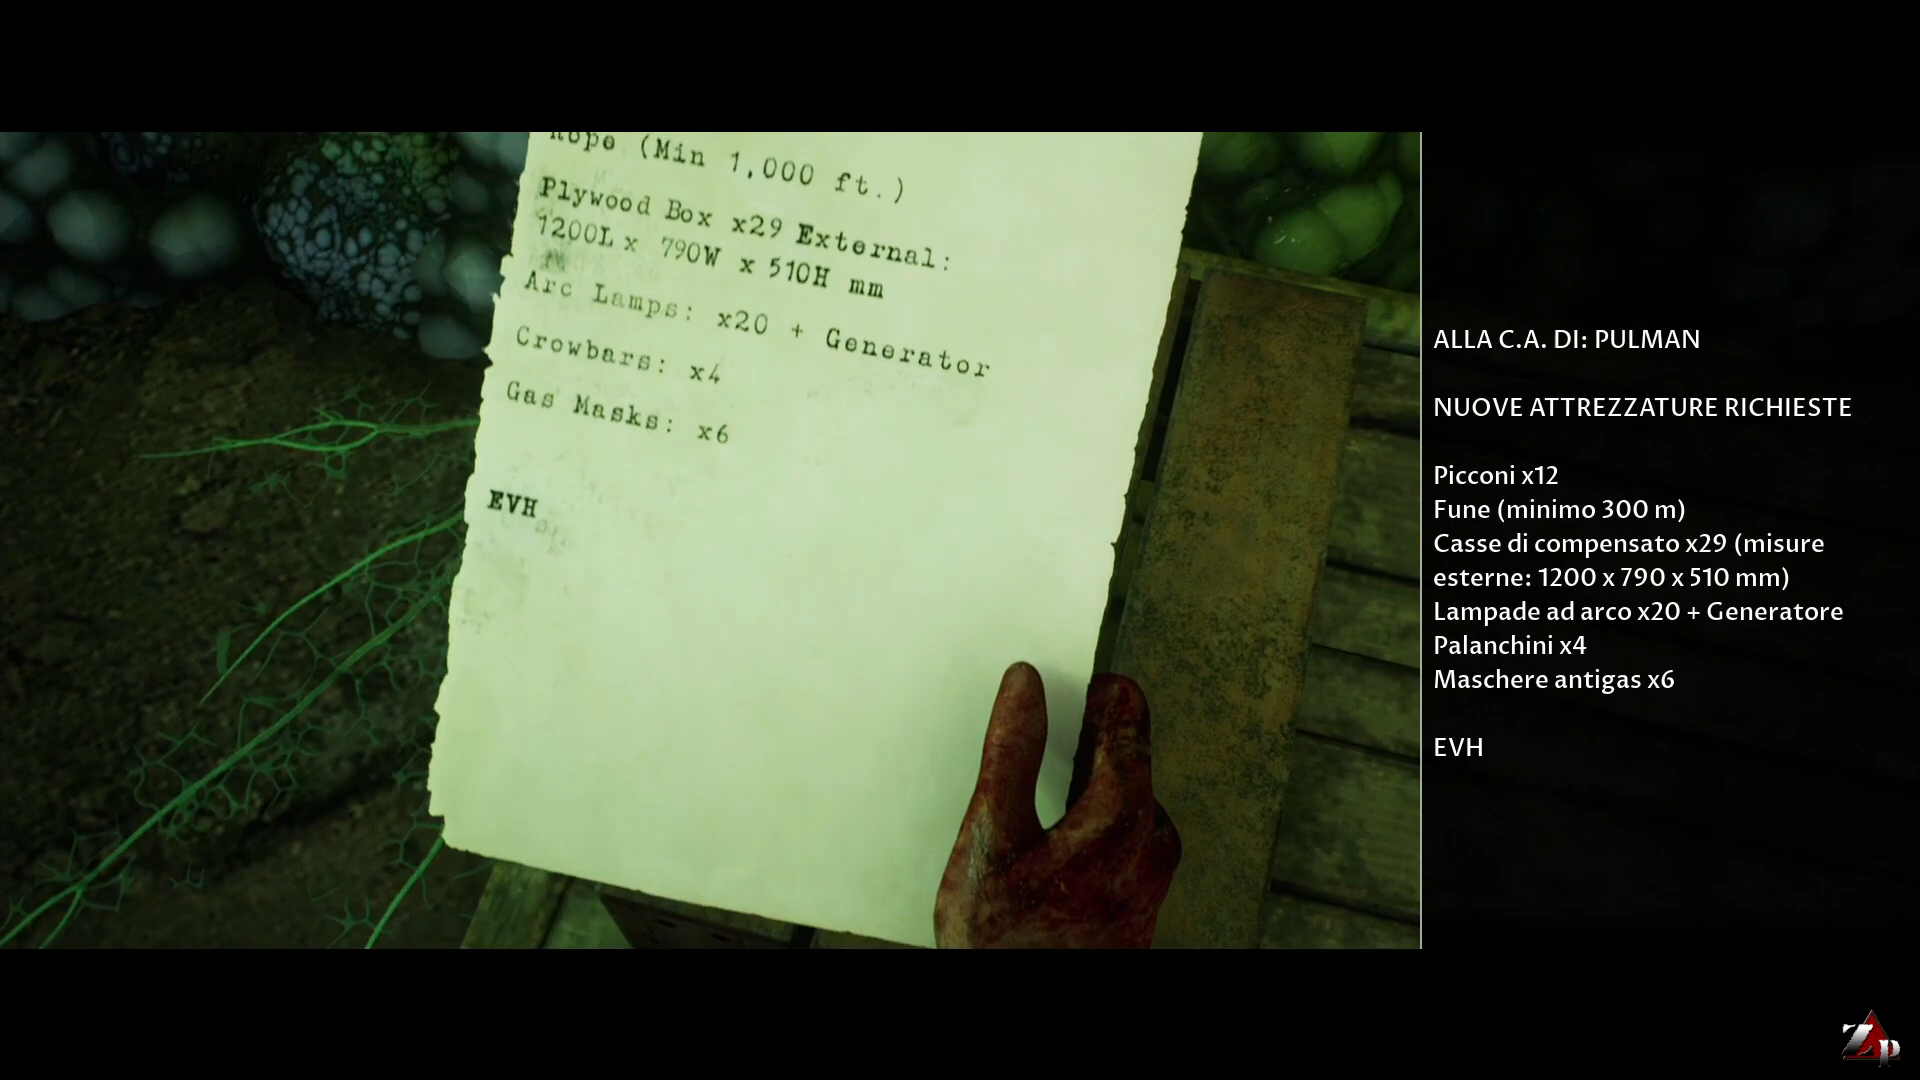 Rope (Min 1,000 ft.)
Plywood Box x29 External:
1200L x 790W x 510H mm
Arc Lamps: x20 + Generator
Crowbars: x4
Gas Masks: x6
EVH
ALLA C.A. DI: PULMAN
NUOVE ATTREZZATURE RICHIESTE
Picconi x12
Fune (minimo 300 m)
Casse di compensato x29 (misure
esterne: 1200 x 790 x 510 mm)
Lampade ad arco x20 + Generatore
Palanchini x4
Maschere antigas x6
EVH
ZAp